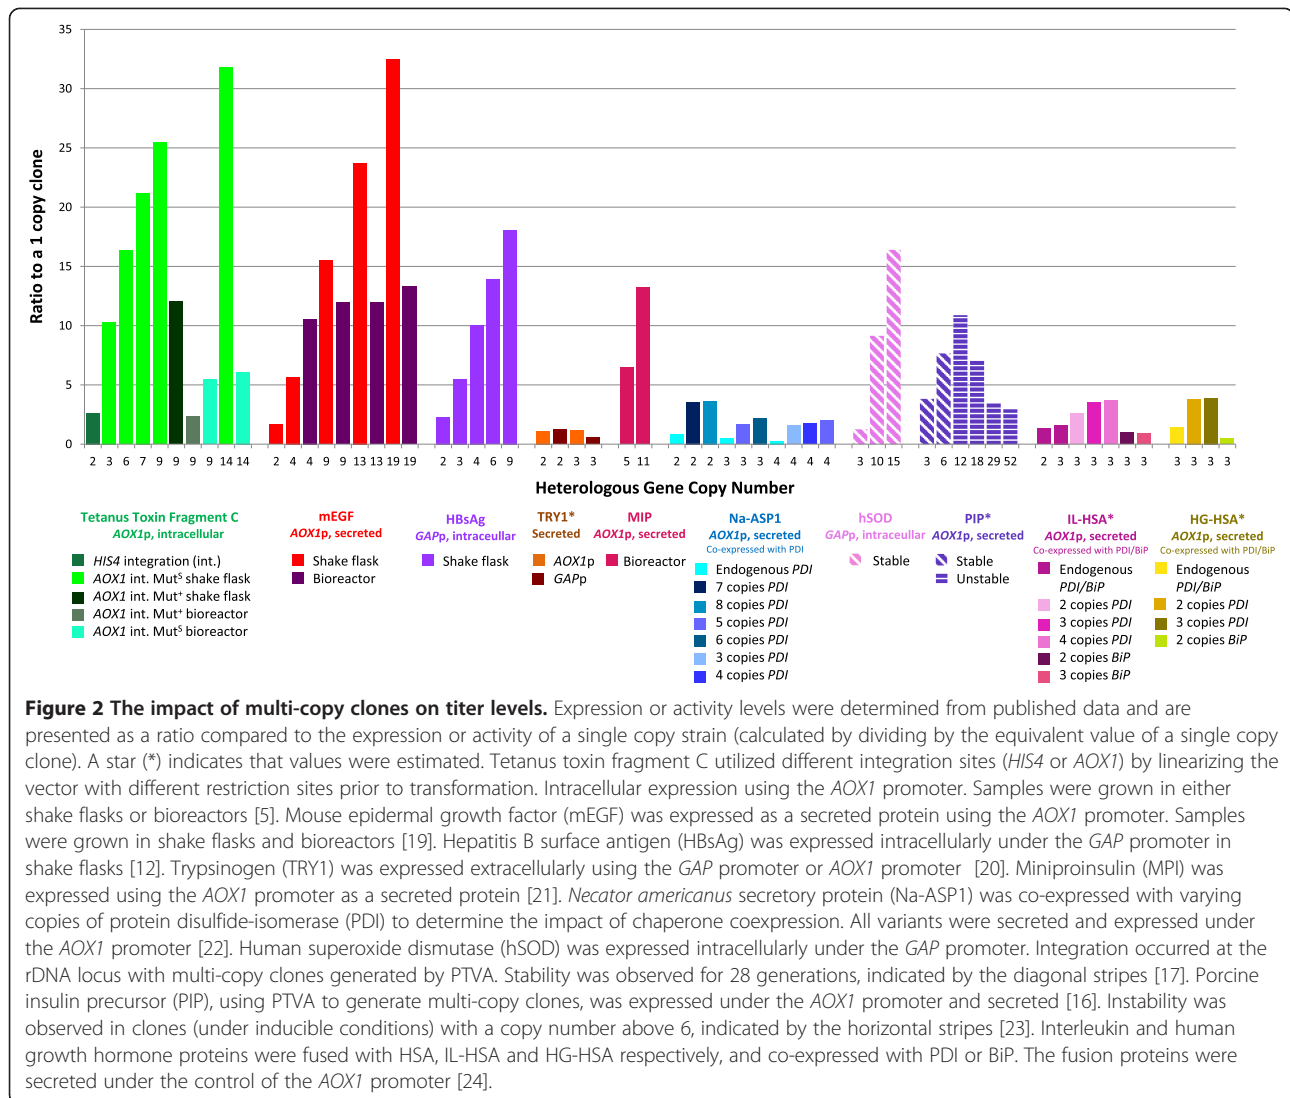 35
30
25
20
15
10
5
0
Ratio to a 1 copy clone
2 3 6 7 9 9 9 9 14 14 2 4 4 9 9 13 13 19 19 2 3 4 6 9 2 2 3 3 5 11 2 2 2 3 3 3 4 4 4 4 3 10 15 3 6 12 18 29 52 2 3 3 3 3 3 3 3 3 3 3
Heterologous Gene Copy Number
Tetanus Toxin Fragment C
AOX1p, intracellular
HIS4 integration (int.)
AOX1 int. Mutˢ shake flask
AOX1 int. Mut⁺ shake flask
AOX1 int. Mut⁺ bioreactor
AOX1 int. Mutˢ bioreactor
mEGF
AOX1p, secreted
Shake flask
Bioreactor
HBsAg
GAPp, intraceullar
Shake flask
TRY1*
Secreted
AOX1p
GAPp
MIP
AOX1p, secreted
Bioreactor
Na-ASP1
AOX1p, secreted
Co-expressed with PDI
Endogenous PDI
7 copies PDI
8 copies PDI
5 copies PDI
6 copies PDI
3 copies PDI
4 copies PDI
hSOD
GAPp, intraceullar
Stable
PIP*
AOX1p, secreted
Stable
Unstable
IL-HSA*
AOX1p, secreted
Co-expressed with PDI/BiP
Endogenous
PDI/BiP
2 copies PDI
3 copies PDI
4 copies PDI
2 copies BiP
3 copies BiP
HG-HSA*
AOX1p, secreted
Co-expressed with PDI/BiP
Endogenous
PDI/BiP
2 copies PDI
3 copies PDI
2 copies BiP
Figure 2 The impact of multi-copy clones on titer levels. Expression or activity levels were determined from published data and are
presented as a ratio compared to the expression or activity of a single copy strain (calculated by dividing by the equivalent value of a single copy
clone). A star (*) indicates that values were estimated. Tetanus toxin fragment C utilized different integration sites (HIS4 or AOX1) by linearizing the
vector with different restriction sites prior to transformation. Intracellular expression using the AOX1 promoter. Samples were grown in either
shake flasks or bioreactors [5]. Mouse epidermal growth factor (mEGF) was expressed as a secreted protein using the AOX1 promoter. Samples
were grown in shake flasks and bioreactors [19]. Hepatitis B surface antigen (HBsAg) was expressed intracellularly under the GAP promoter in
shake flasks [12]. Trypsinogen (TRY1) was expressed extracellularly using the GAP promoter or AOX1 promoter [20]. Miniproinsulin (MPI) was
expressed using the AOX1 promoter as a secreted protein [21]. Necator americanus secretory protein (Na-ASP1) was co-expressed with varying
copies of protein disulfide-isomerase (PDI) to determine the impact of chaperone coexpression. All variants were secreted and expressed under
the AOX1 promoter [22]. Human superoxide dismutase (hSOD) was expressed intracellularly under the GAP promoter. Integration occurred at the
rDNA locus with multi-copy clones generated by PTVA. Stability was observed for 28 generations, indicated by the diagonal stripes [17]. Porcine
insulin precursor (PIP), using PTVA to generate multi-copy clones, was expressed under the AOX1 promoter and secreted [16]. Instability was
observed in clones (under inducible conditions) with a copy number above 6, indicated by the horizontal stripes [23]. Interleukin and human
growth hormone proteins were fused with HSA, IL-HSA and HG-HSA respectively, and co-expressed with PDI or BiP. The fusion proteins were
secreted under the control of the AOX1 promoter [24].